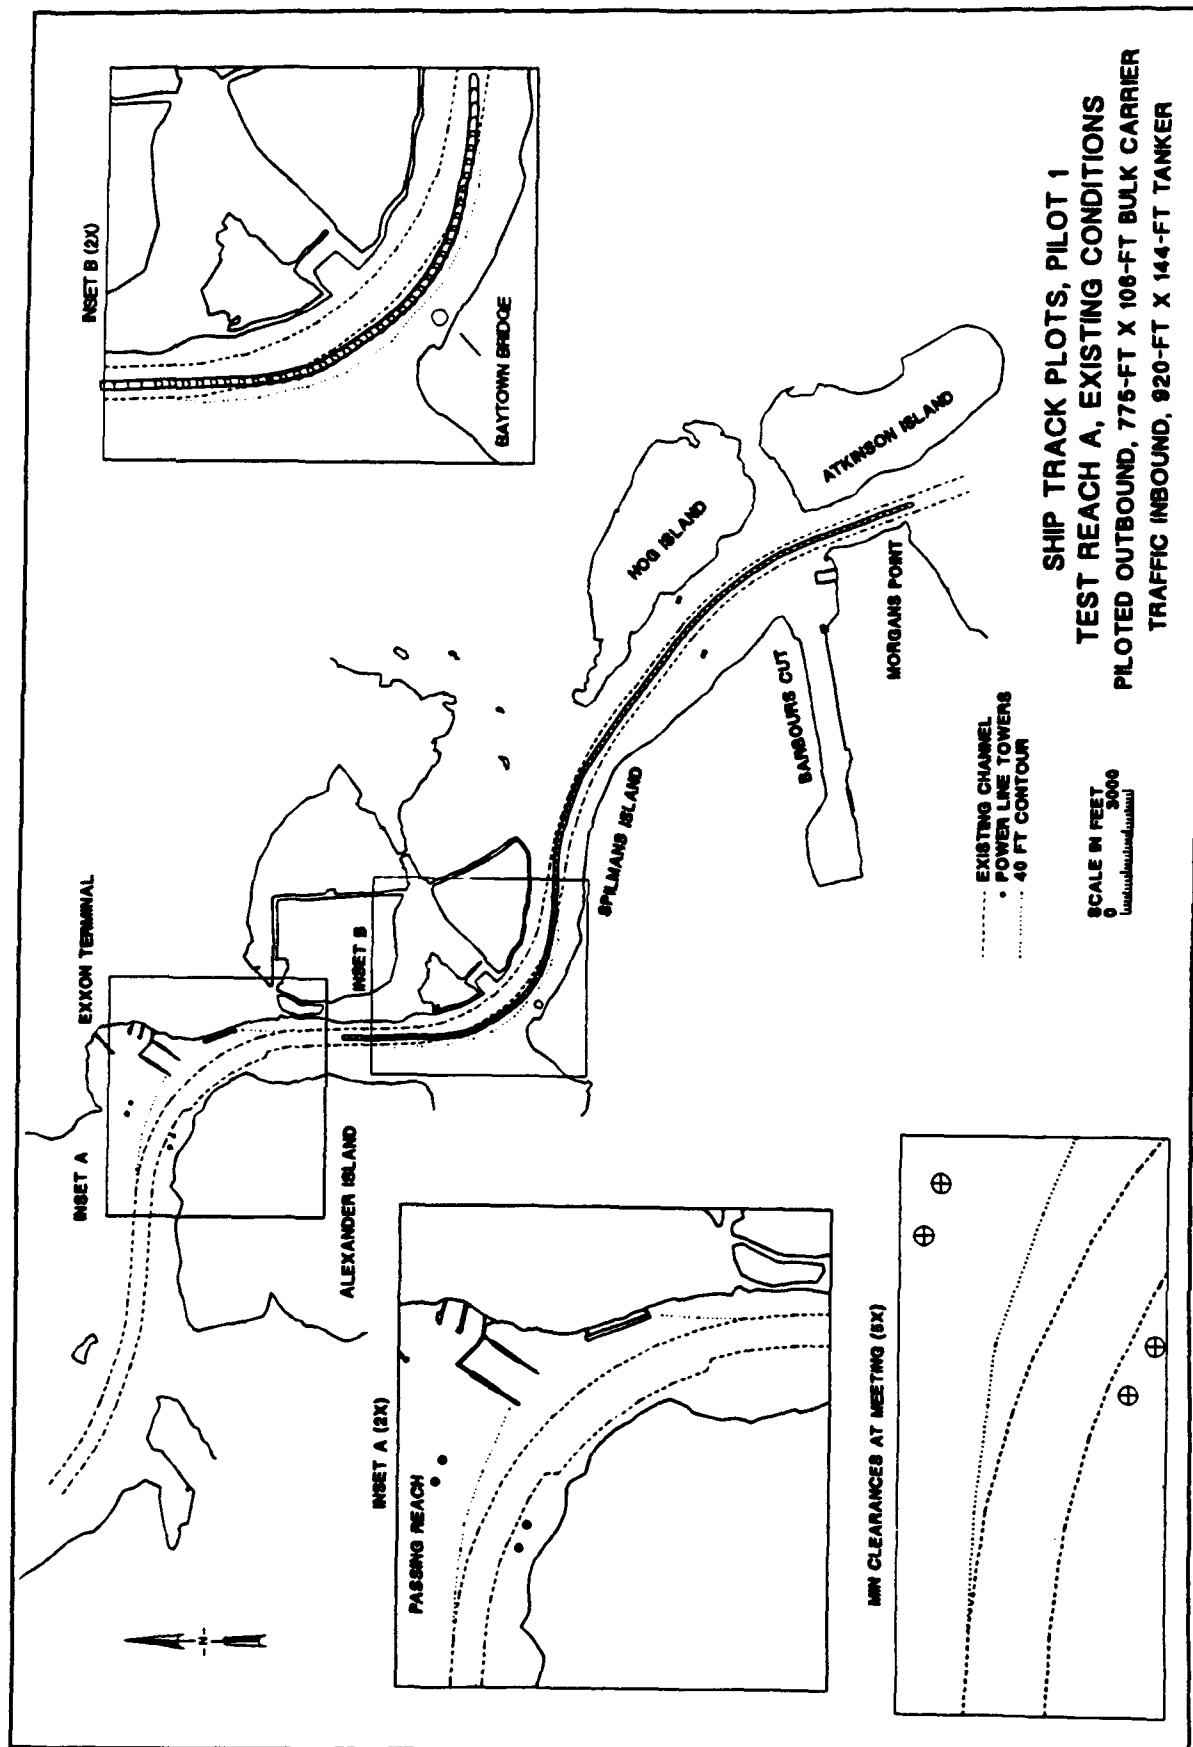 INSET A
EXXON TERMINAL
INSET B (2X)
BAYTOWN BRIDGE
INSET B
ALEXANDER ISLAND
SPILMANS ISLAND
HOG ISLAND
ATKINSON ISLAND
BARBOURS CUT
MORGANS POINT
-N-
INSET A (2X)
PASSING REACH
MIN CLEARANCES AT MEETING (5X)
EXISTING CHANNEL
POWER LINE TOWERS
40 FT CONTOUR
SCALE IN FEET
0 3000
SHIP TRACK PLOTS, PILOT 1
TEST REACH A, EXISTING CONDITIONS
PILOTED OUTBOUND, 775-FT X 106-FT BULK CARRIER
TRAFFIC INBOUND, 920-FT X 144-FT TANKER